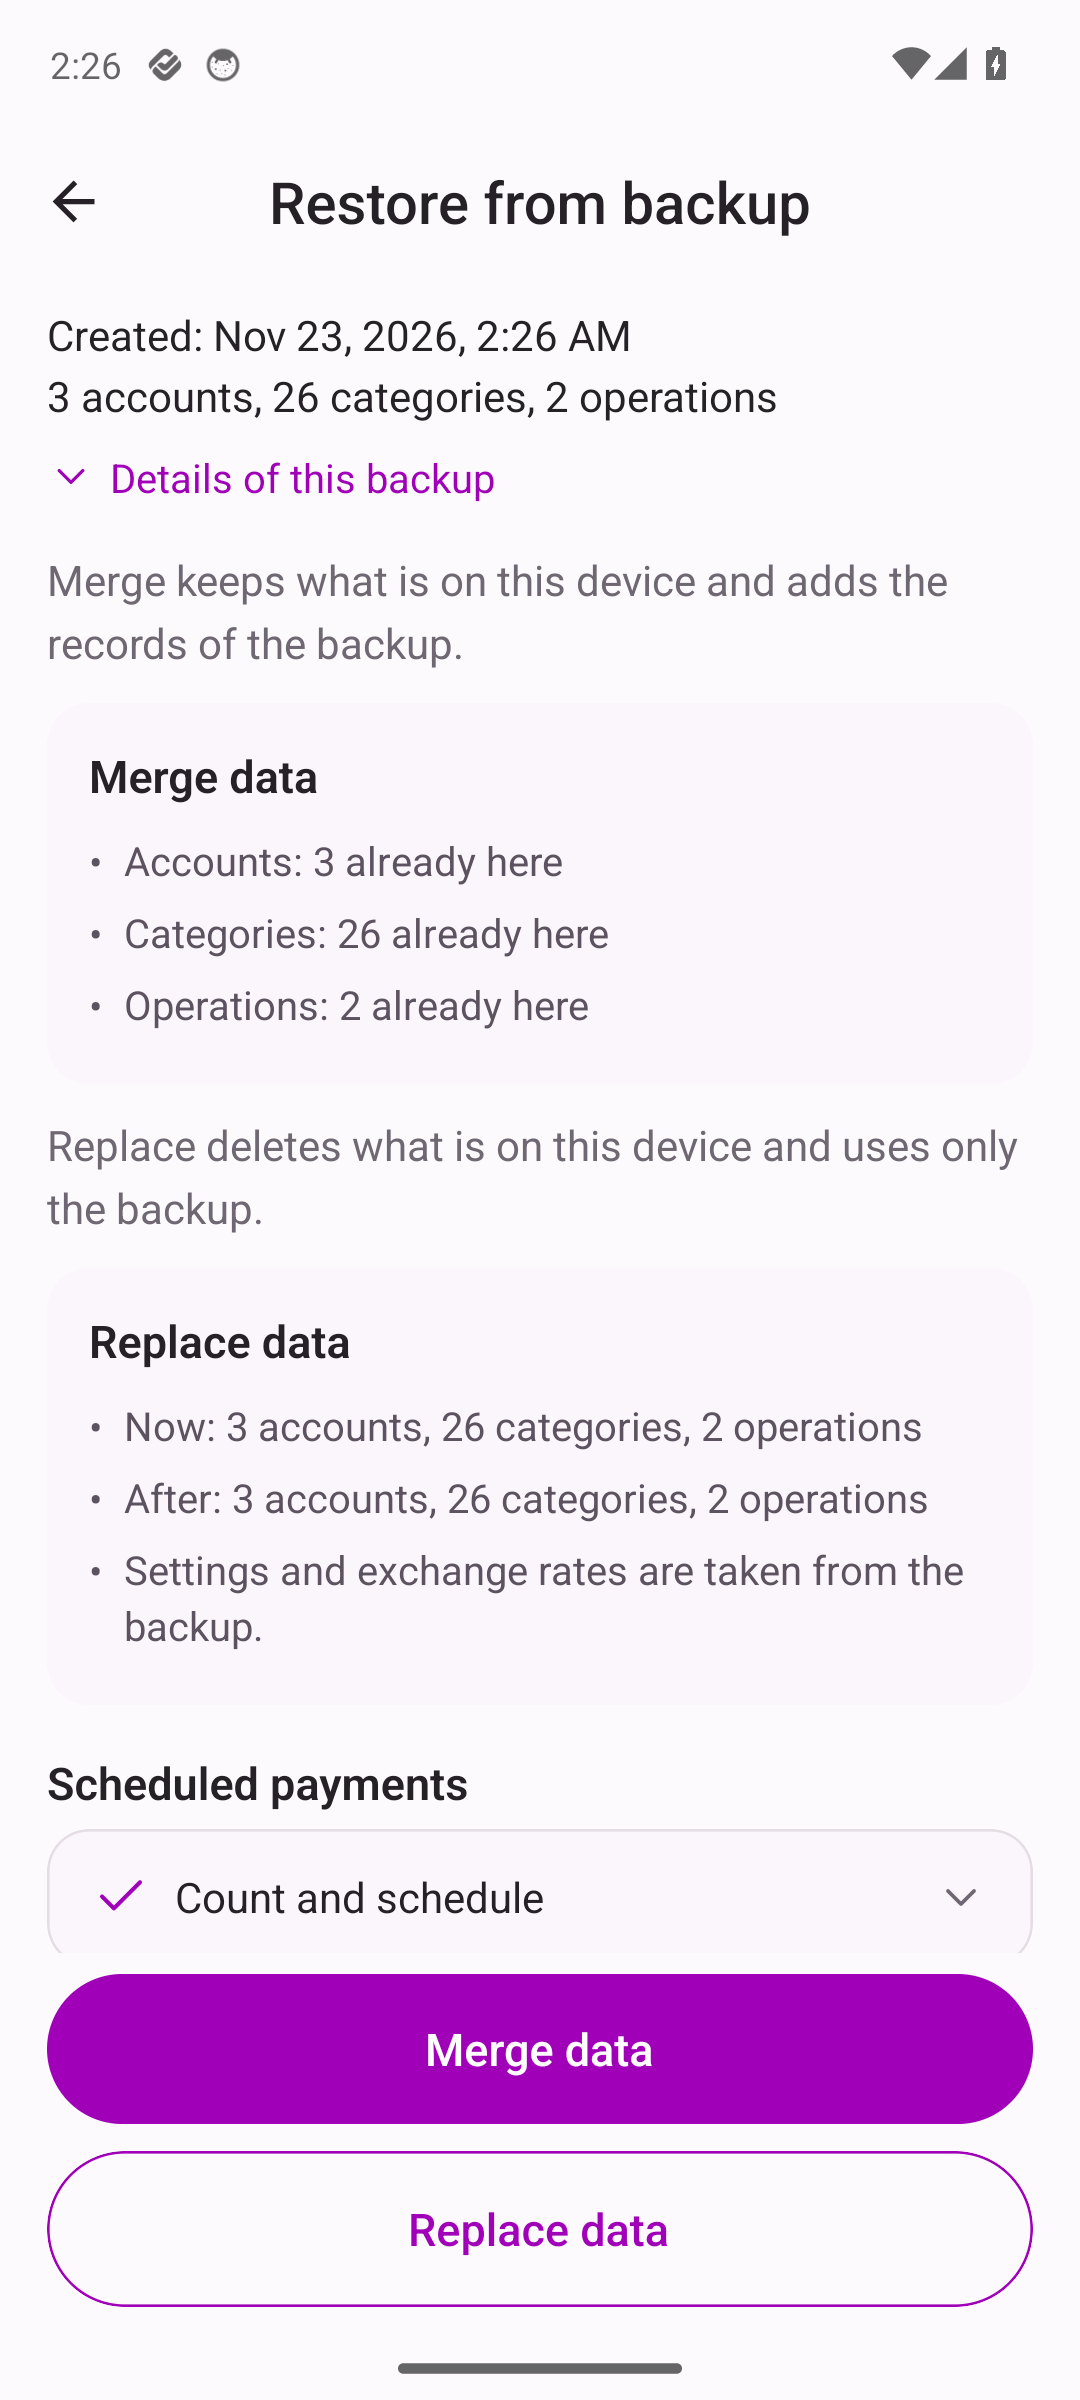 2:26
Restore from backup
Created: Nov 23, 2026, 2:26 AM
3 accounts, 26 categories, 2 operations
Details of this backup
Merge keeps what is on this device and adds the
records of the backup.
Merge data
• Accounts: 3 already here
• Categories: 26 already here
• Operations: 2 already here
Replace deletes what is on this device and uses only
the backup.
Replace data
• Now: 3 accounts, 26 categories, 2 operations
• After: 3 accounts, 26 categories, 2 operations
• Settings and exchange rates are taken from the
backup.
Scheduled payments
Count and schedule
Merge data
Replace data